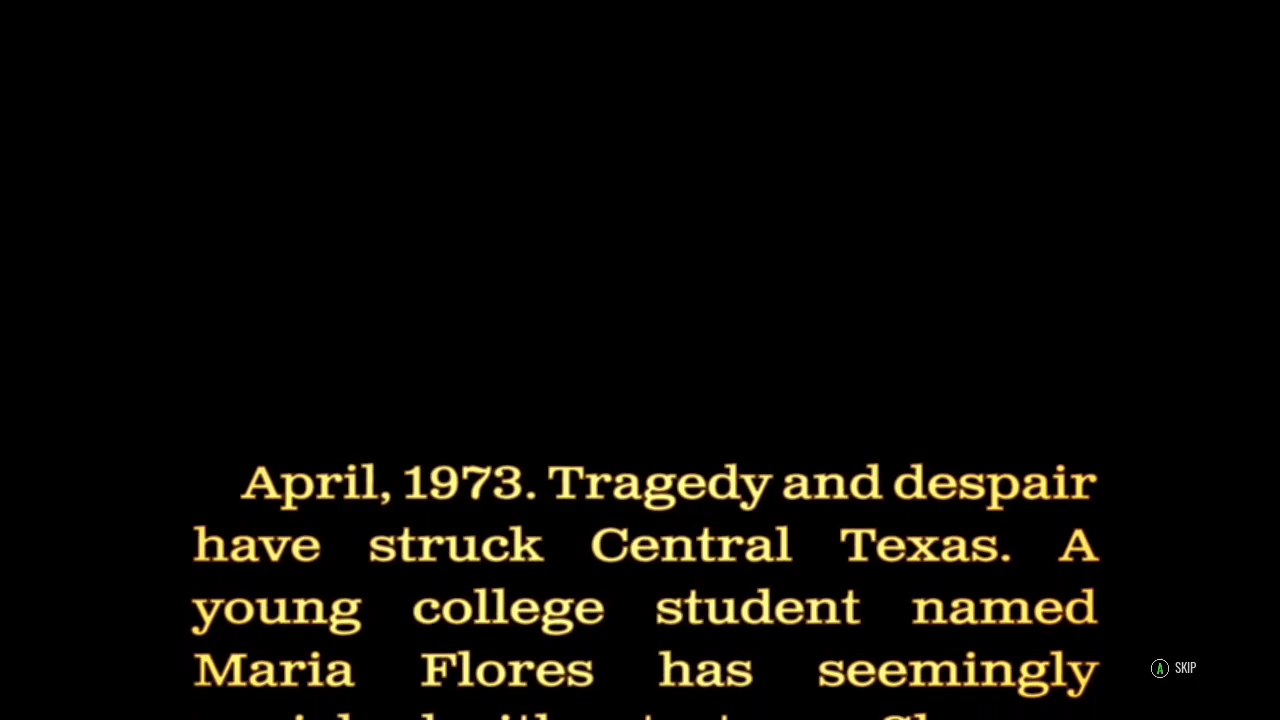 April, 1973. Tragedy and despair
have struck Central Texas. A
young college student named
Maria Flores has seemingly
A SKIP